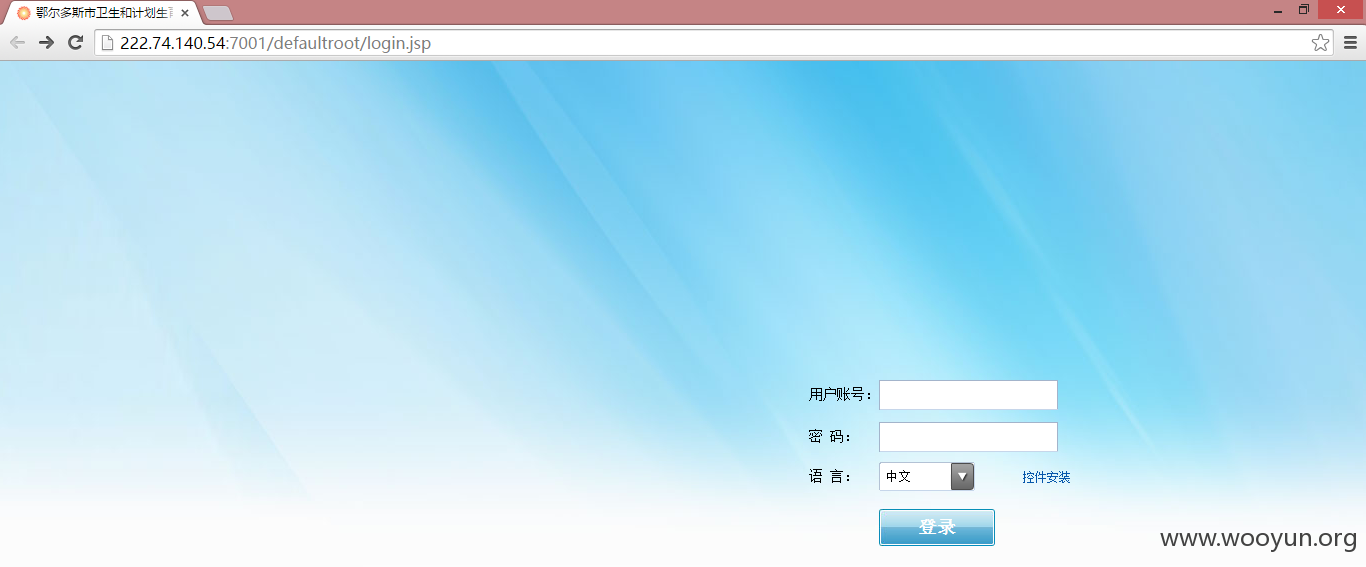 鄂尔多斯市卫生和计划生
222.74.140.54:7001/defaultroot/login.jsp
用户账号：
密 码：
语 言： 中文 控件安装
登录
www.wooyun.org